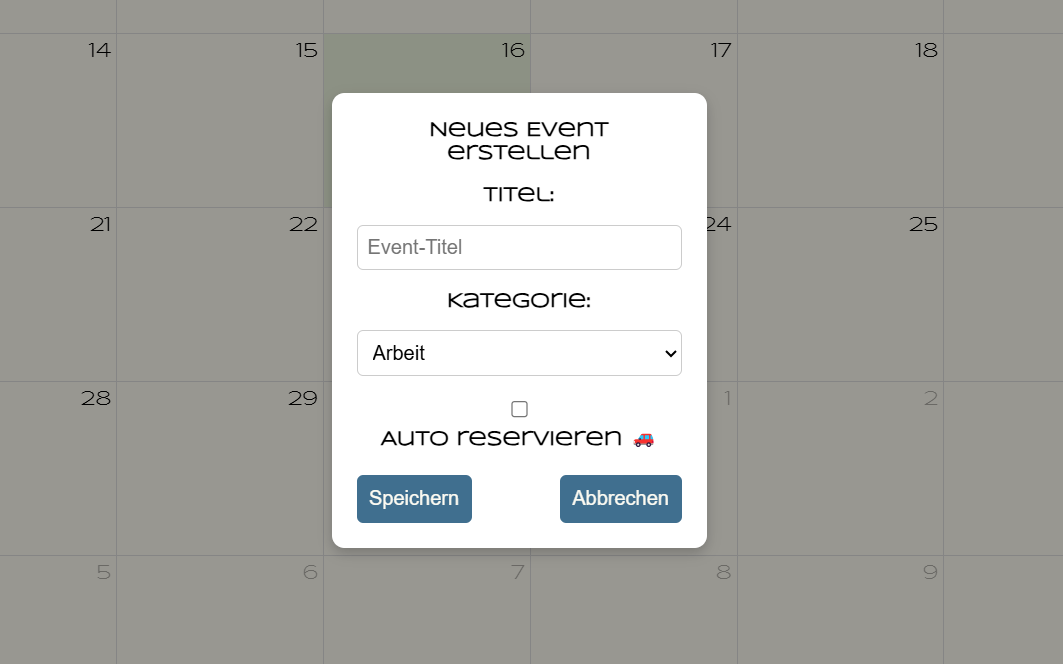 14 15 16 17 18
Neues Event
erstellen
Titel:
21 22 24 25
Event-Titel
Kategorie:
Arbeit
28 29 1 2
Auto reservieren 🚗
Speichern Abbrechen
5 6 7 8 9